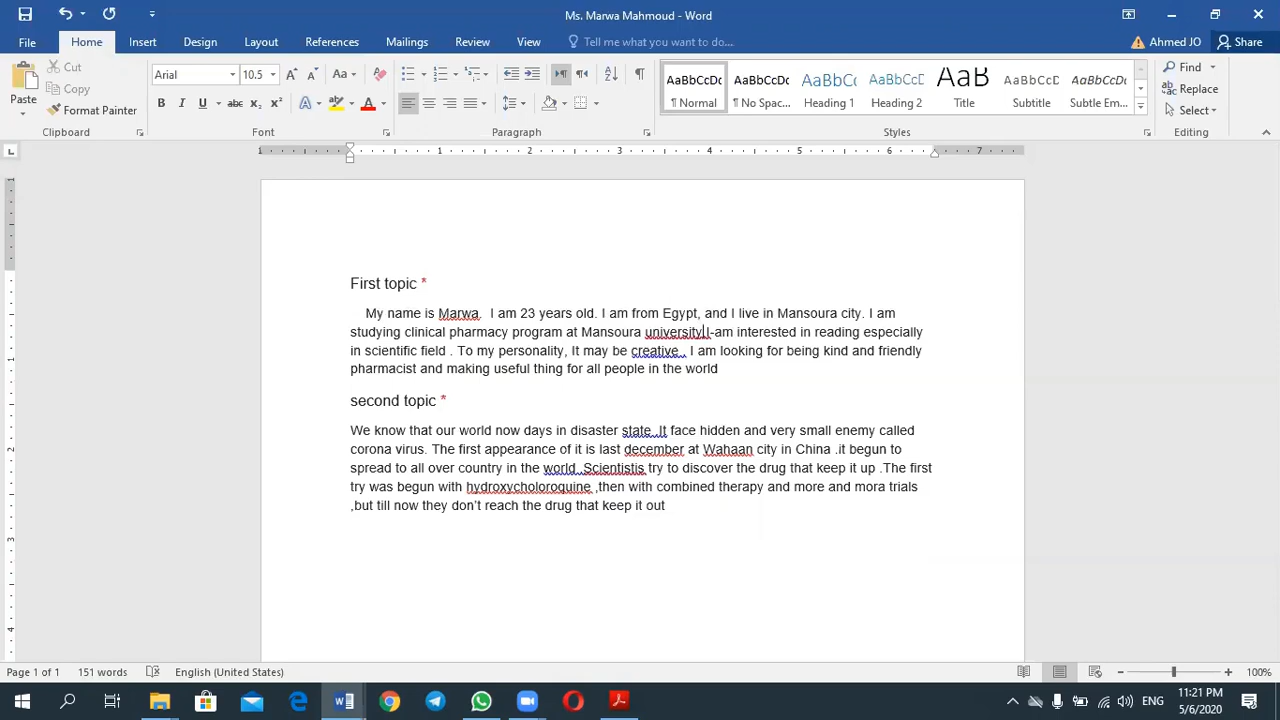 Ms. Marwa Mahmoud - Word
File Home Insert Design Layout References Mailings Review View Tell me what you want to do... Ahmed JO Share
Paste Cut Copy Format Painter
Arial 10.5
AaBbCcDc AaBbCcDc AaBbCc AaBbCcD AaB AaBbCcD AaBbCcD
¶ Normal ¶ No Spac... Heading 1 Heading 2 Title Subtitle Subtle Em...
Find
Replace
Select
Clipboard Font Paragraph Styles Editing
1 1 2 3 4 5 6 7
First topic *
My name is Marwa. I am 23 years old. I am from Egypt, and I live in Mansoura city. I am
studying clinical pharmacy program at Mansoura university.I-am interested in reading especially
in scientific field . To my personality, It may be creative . I am looking for being kind and friendly
pharmacist and making useful thing for all people in the world
second topic *
We know that our world now days in disaster state .It face hidden and very small enemy called
corona virus. The first appearance of it is last december at Wahaan city in China .it begun to
spread to all over country in the world .Scientistis try to discover the drug that keep it up .The first
try was begun with hydroxycholoroquine ,then with combined therapy and more and mora trials
,but till now they don't reach the drug that keep it out
Page 1 of 1 151 words English (United States) 100%
ENG
11:21 PM
5/6/2020